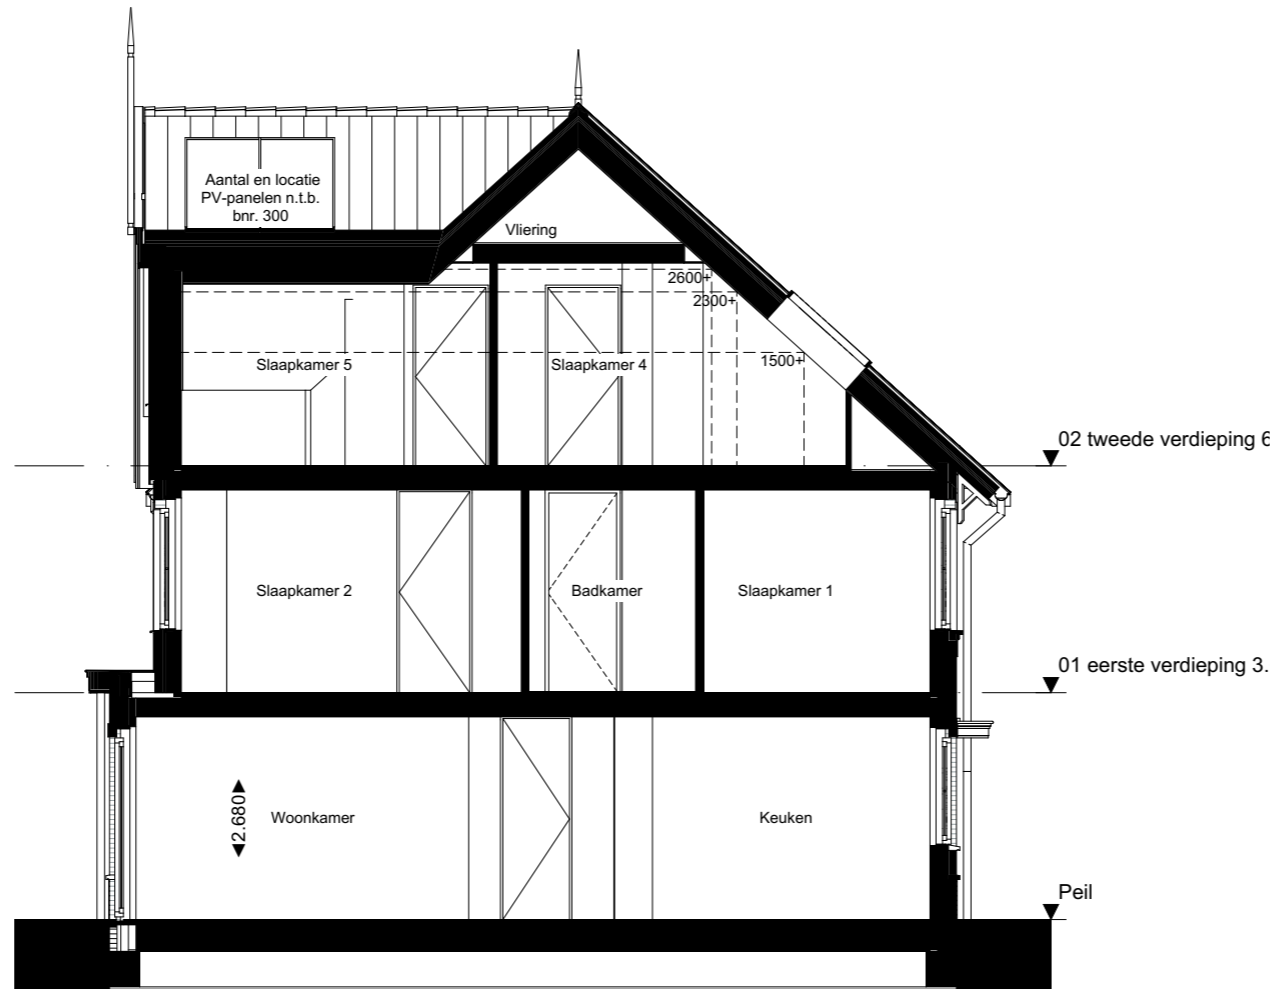 Aantal en locatie
PV-panelen n.t.b.
bnr. 300
Vliering
2600+
2300+
1500+
Slaapkamer 5
Slaapkamer 4
02 tweede verdieping 6
Slaapkamer 2
Badkamer
Slaapkamer 1
01 eerste verdieping 3.
2.680
Woonkamer
Keuken
Peil